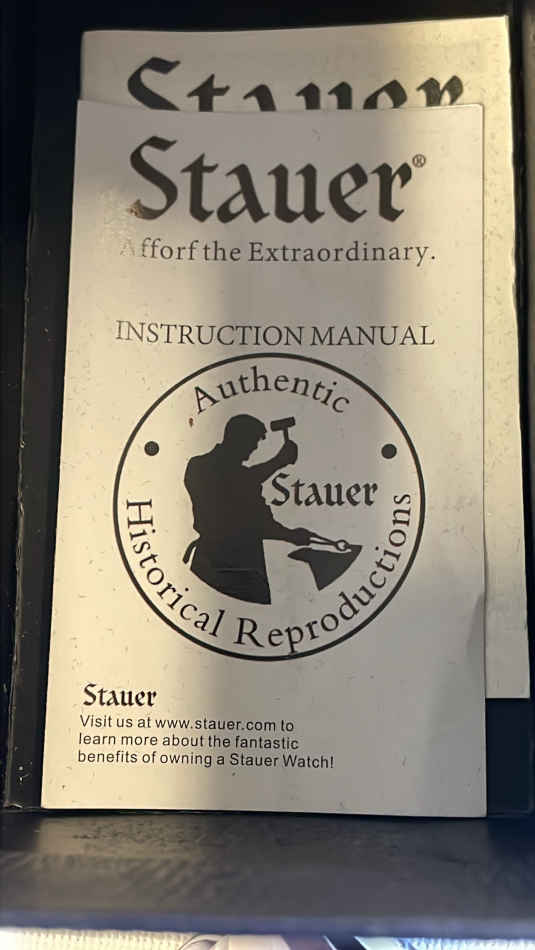 Stauer
Stauer®
Afforf the Extraordinary.
INSTRUCTION MANUAL
Authentic
Stauer
Historical Reproductions
Stauer
Visit us at www.stauer.com to
learn more about the fantastic
benefits of owning a Stauer Watch!